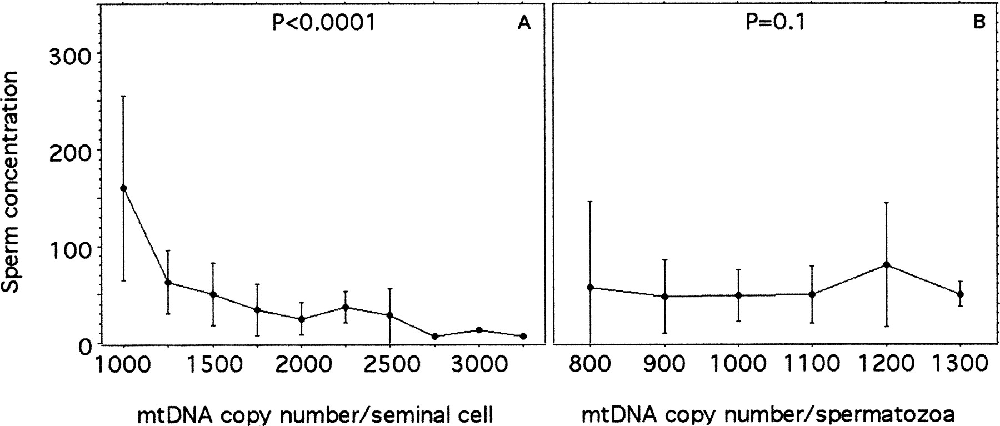 P<0.0001 A
P=0.1 B
300
200
100
0
Sperm concentration
1000 1500 2000 2500 3000
800 900 1000 1100 1200 1300
mtDNA copy number/seminal cell
mtDNA copy number/spermatozoa